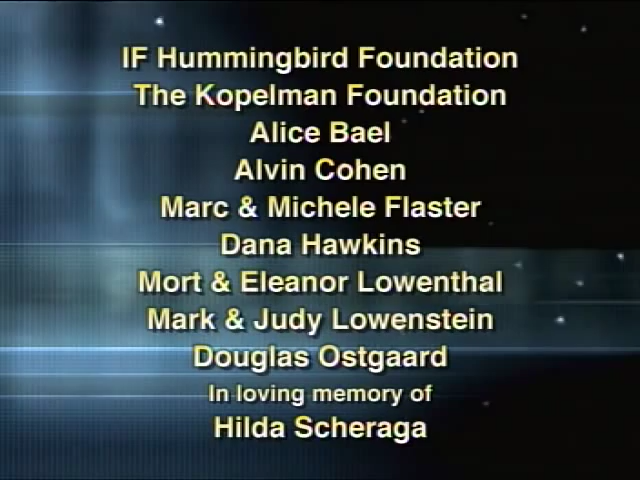 IF Hummingbird Foundation
The Kopelman Foundation
Alice Bael
Alvin Cohen
Marc & Michele Flaster
Dana Hawkins
Mort & Eleanor Lowenthal
Mark & Judy Lowenstein
Douglas Ostgaard
In loving memory of
Hilda Scheraga